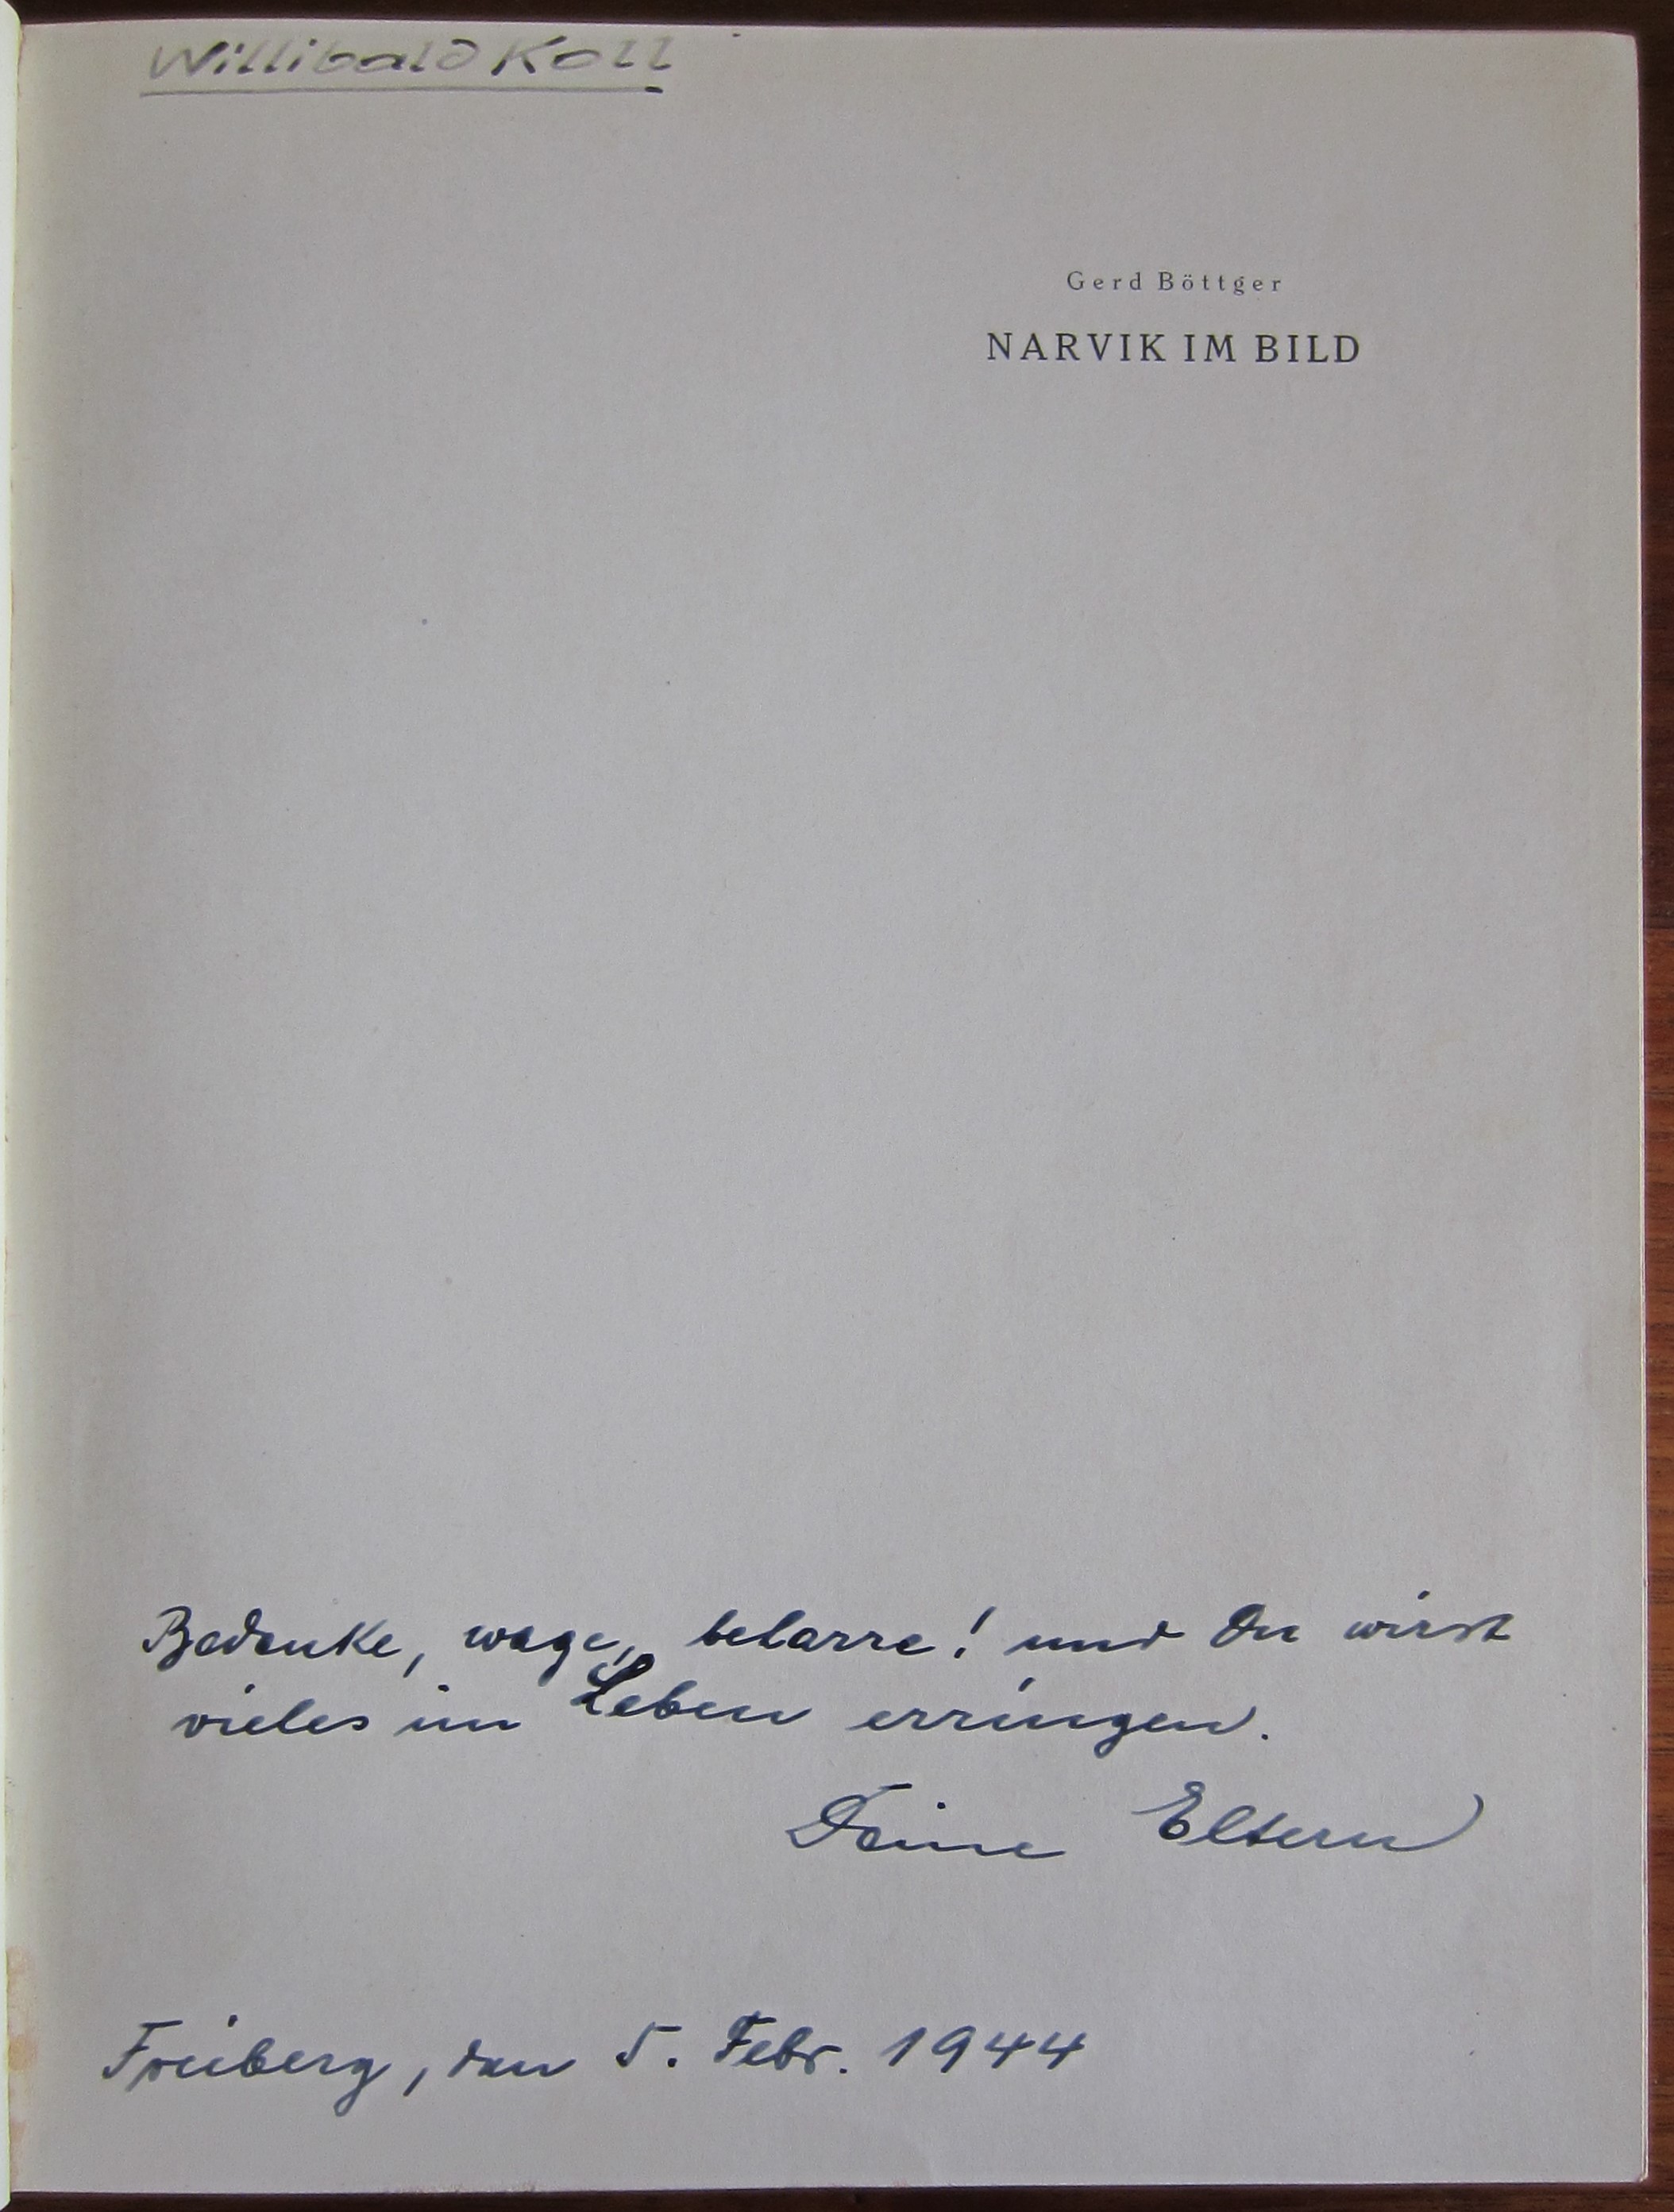 Willibald Koll
Gerd Böttger
NARVIK IM BILD
Bedenke, wage, beharre! und Du wirst
vieles im Leben erringen.
Deine Eltern
Freiberg, den 5. Febr. 1944